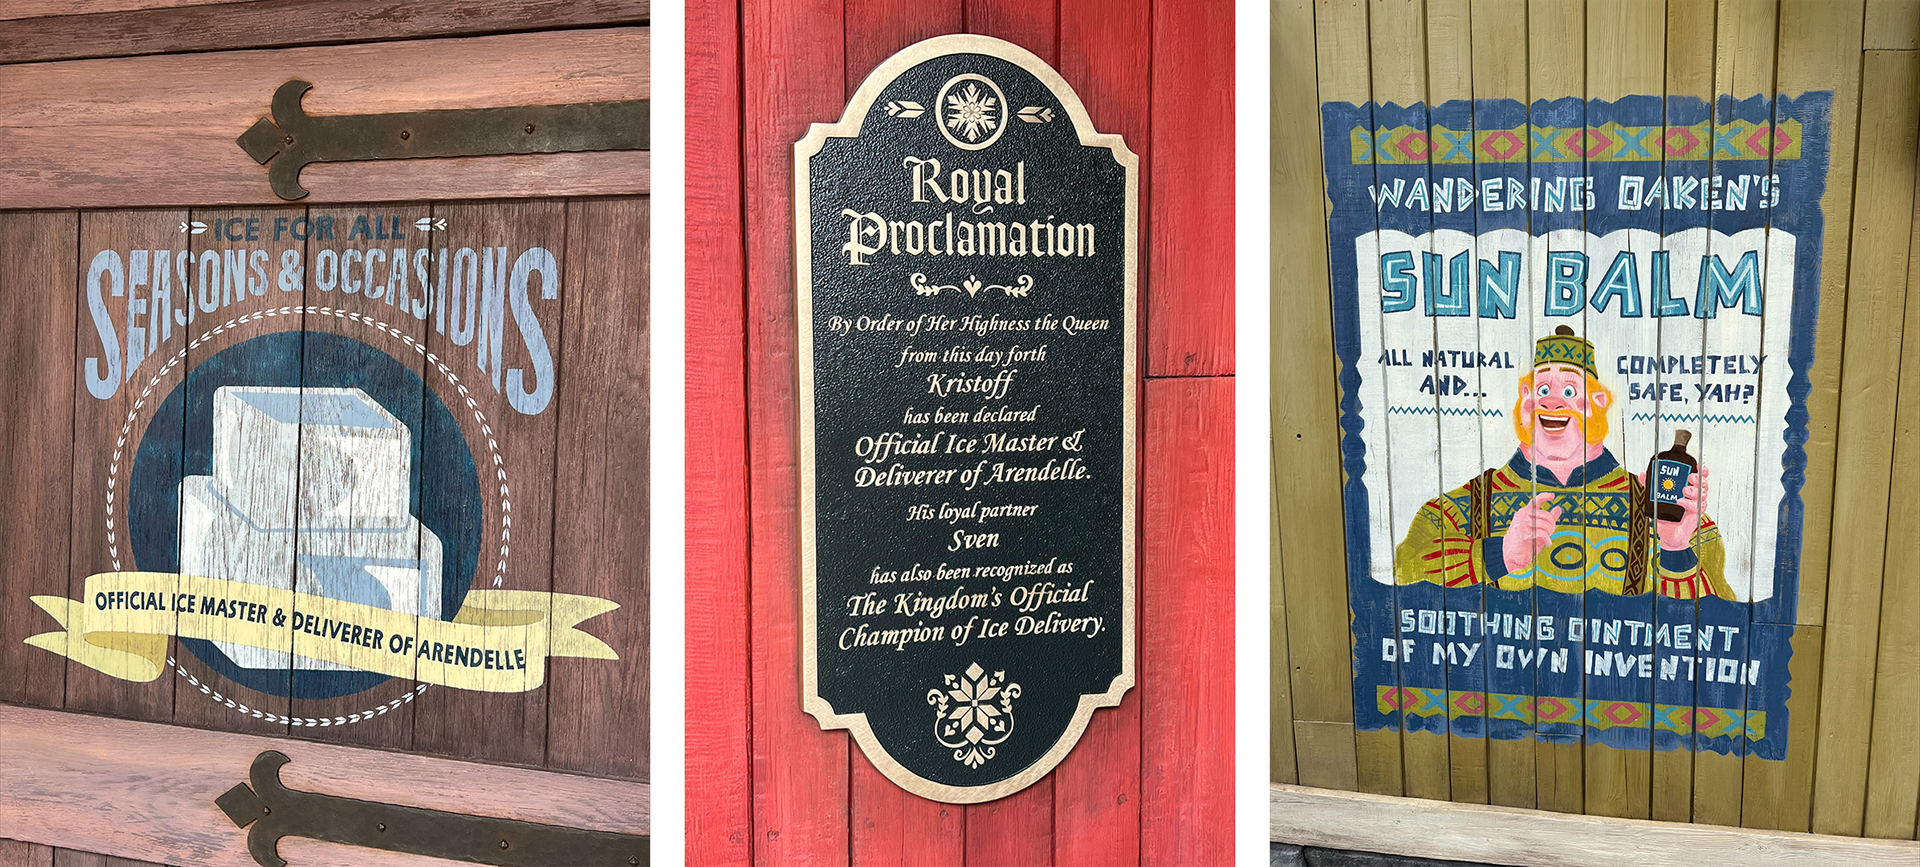 ICE FOR ALL
SEASONS & OCCASIONS
OFFICIAL ICE MASTER & DELIVERER OF ARENDELLE
Royal
Proclamation
By Order of Her Highness the Queen
from this day forth
Kristoff
has been declared
Official Ice Master &
Deliverer of Arendelle.
His loyal partner
Sven
has also been recognized as
The Kingdom's Official
Champion of Ice Delivery.
WANDERING OAKEN'S
SUN BALM
ALL NATURAL
AND...
COMPLETELY
SAFE, YAH?
SUN
BALM
SOOTHING OINTMENT
OF MY OWN INVENTION